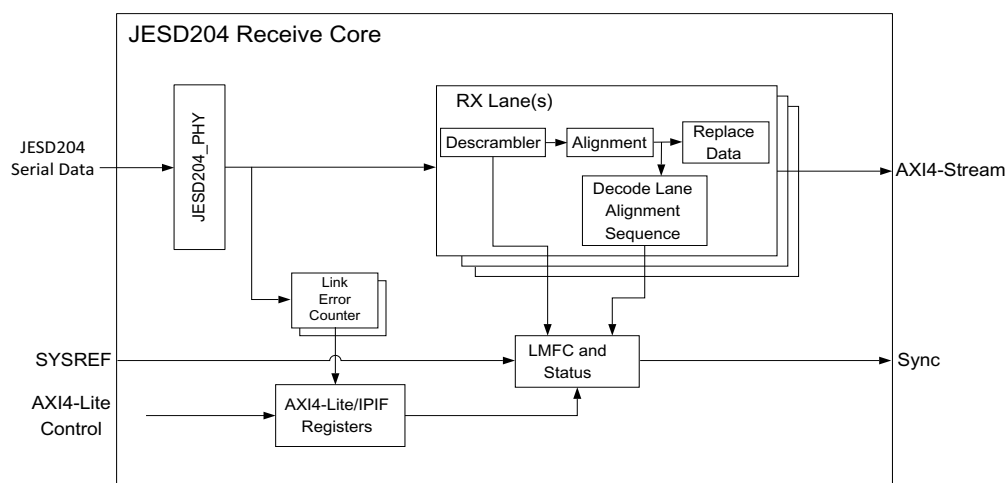 JESD204 Receive Core
RX Lane(s)
Descrambler
Alignment
Replace
Data
JESD204
Serial Data
JESD204_PHY
AXI4-Stream
Decode Lane
Alignment
Sequence
Link
Error
Counter
SYSREF
LMFC and
Status
Sync
AXI4-Lite
Control
AXI4-Lite/IPIF
Registers